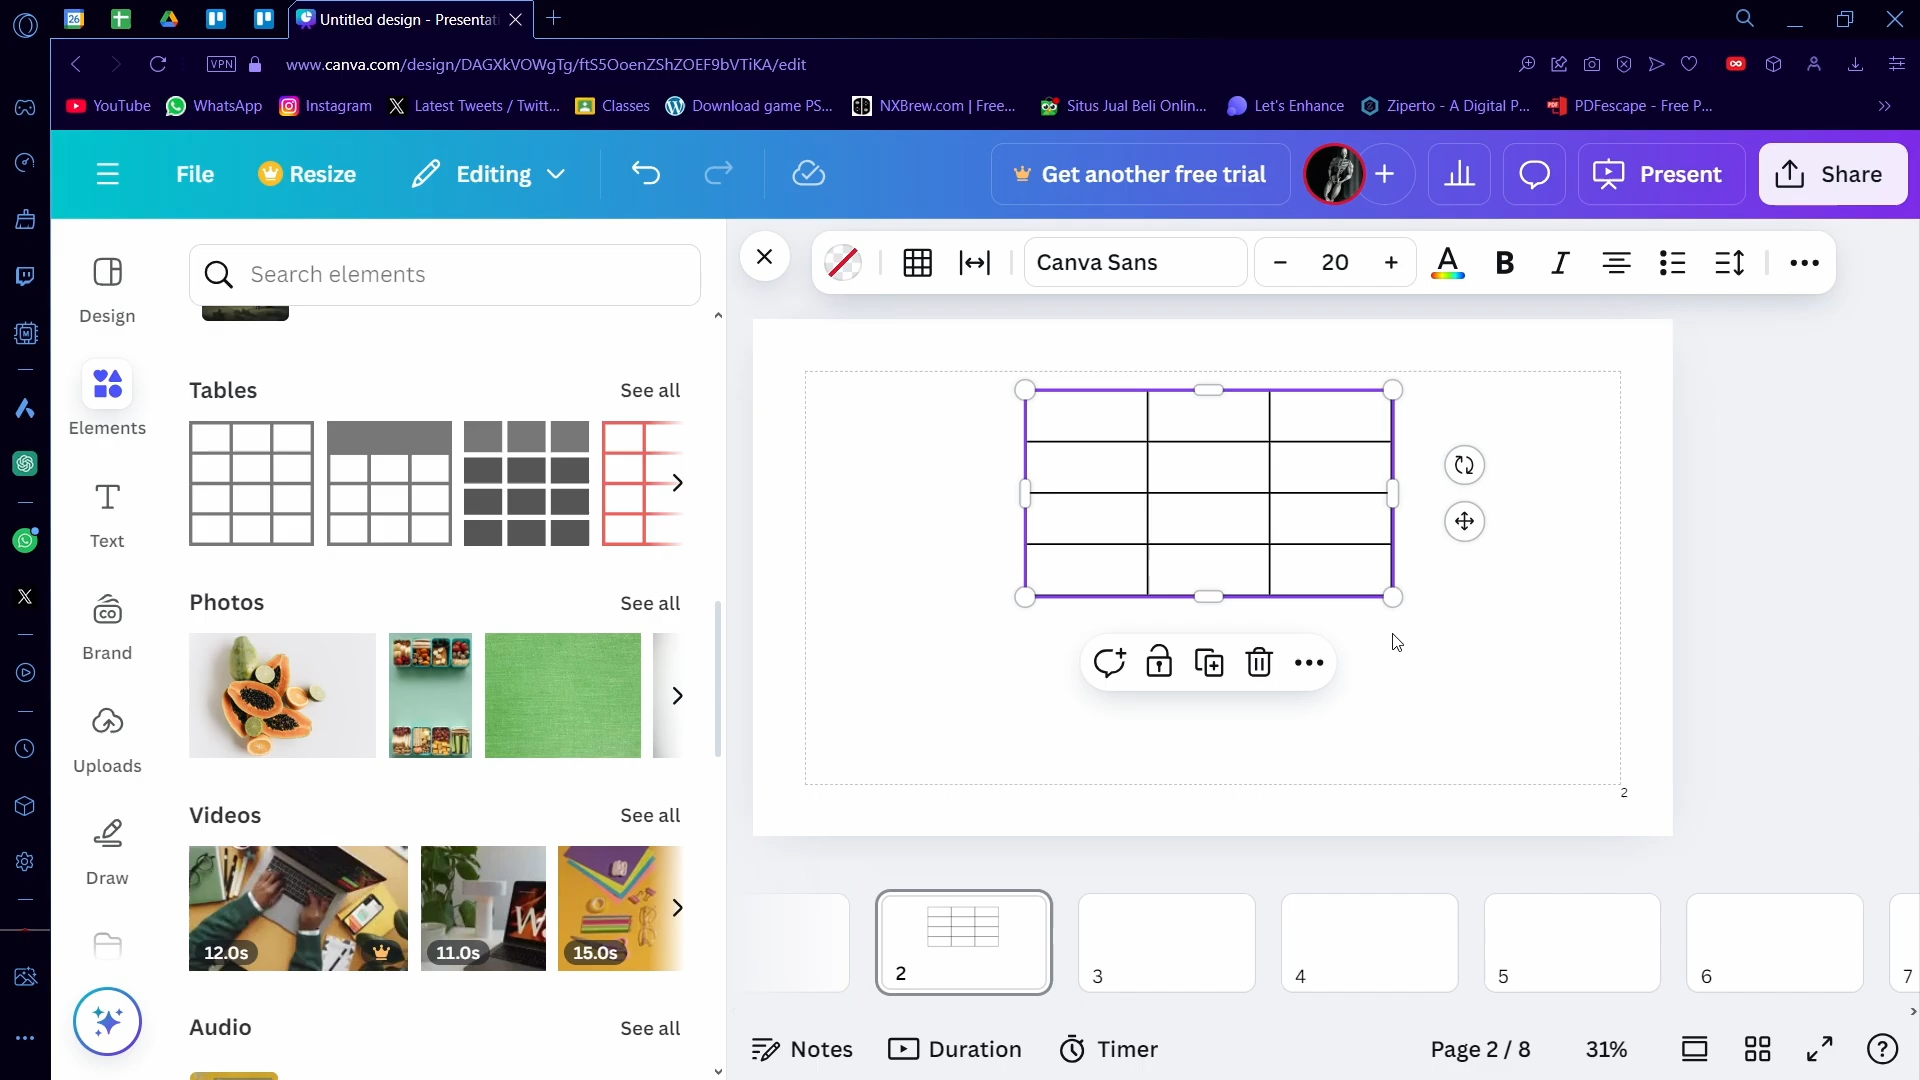 26
Untitled design - Presentati
VPN
www.canva.com/design/DAGXkVOWgTg/ftS5OoenZShZOEF9bVTiKA/edit
YouTube
WhatsApp
Instagram
Latest Tweets / Twitt...
Classes
Download game PS...
NXBrew.com | Free...
Situs Jual Beli Onlin...
Let's Enhance
Ziperto - A Digital P...
PDFescape - Free P...
File
Resize
Editing
Get another free trial
Present
Share
Design
Search elements
Canva Sans
20
A
B
I
Tables
See all
Elements
Text
Photos
See all
Brand
Uploads
2
Videos
See all
Draw
12.0s
11.0s
15.0s
2
3
4
5
6
7
Audio
See all
Notes
Duration
Timer
Page 2 / 8
31%